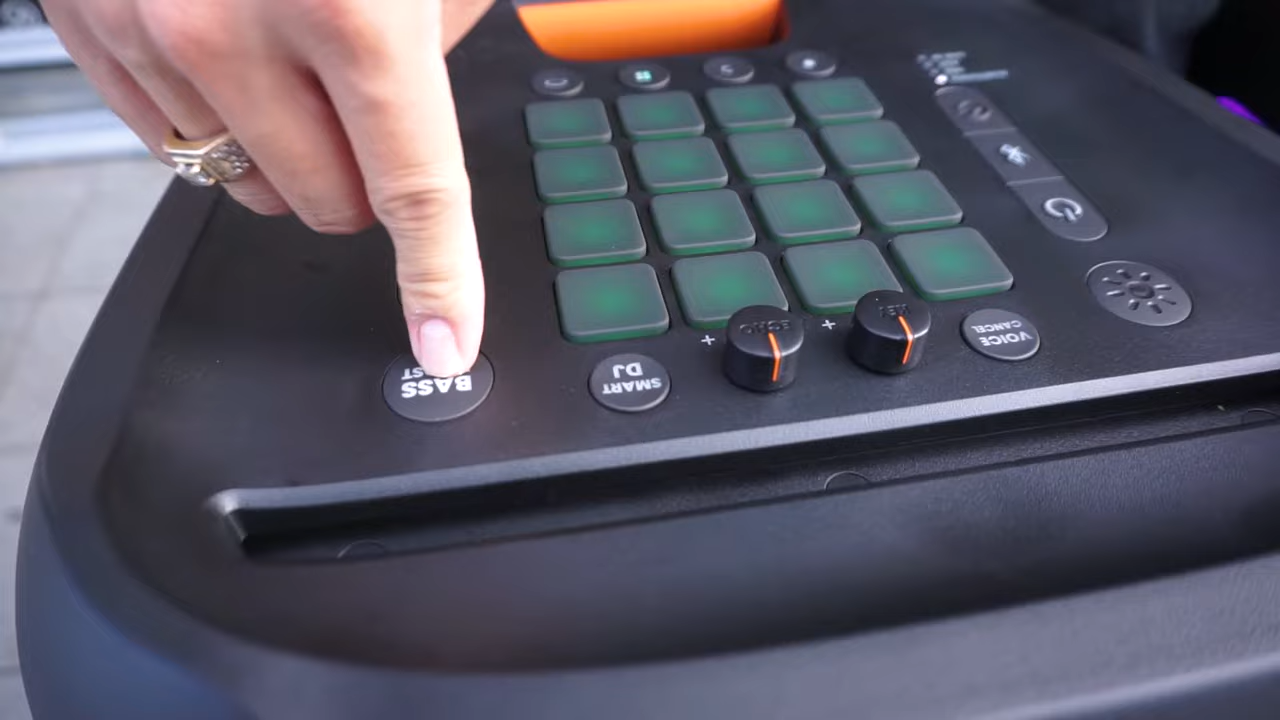 BASS
SMART
DJ
ECHO
KEY
VOICE
CANCEL
+
+